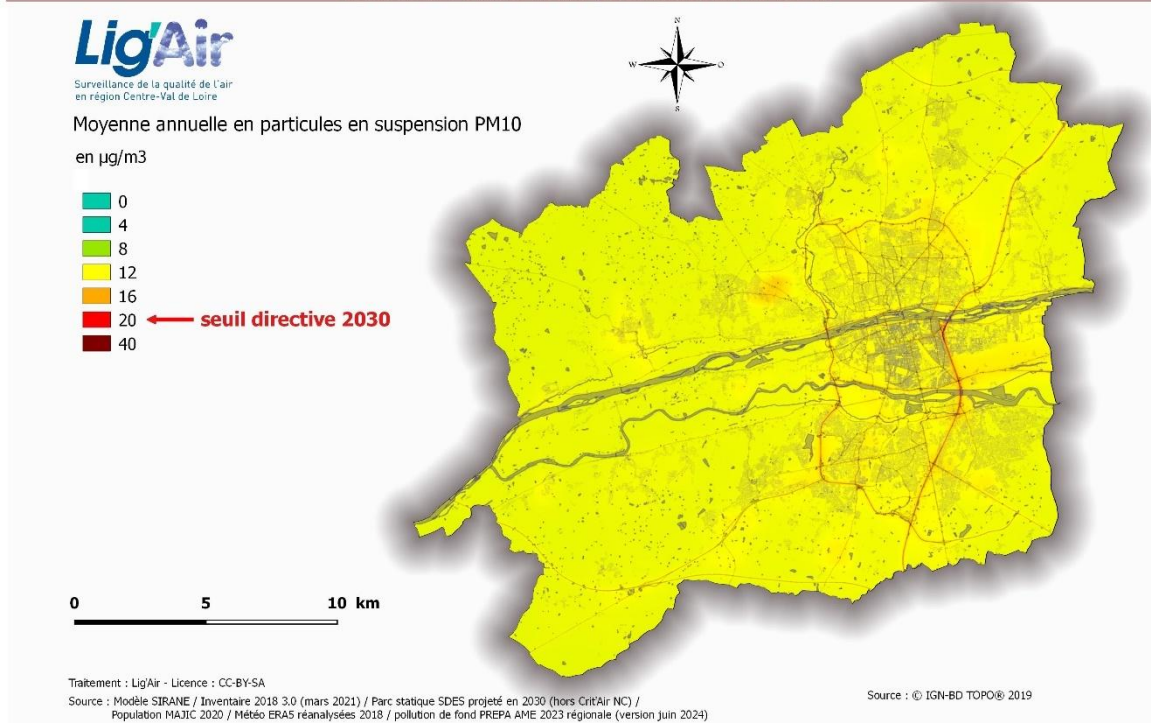 Lig'Air
Surveillance de la qualité de l'air
en région Centre-Val de Loire
Moyenne annuelle en particules en suspension PM10
en µg/m3
0
4
8
12
16
20 seuil directive 2030
40
N
W O
S
0 5 10 km
Traitement : Lig'Air - Licence : CC-BY-SA
Source : Modèle SIRANE / Inventaire 2018 3.0 (mars 2021) / Parc statique SDES projeté en 2030 (hors Crit'Air NC) /
Population MAJIC 2020 / Météo ERA5 réanalysées 2018 / pollution de fond PREPA AME 2023 régionale (version juin 2024)
Source : © IGN-BD TOPO® 2019